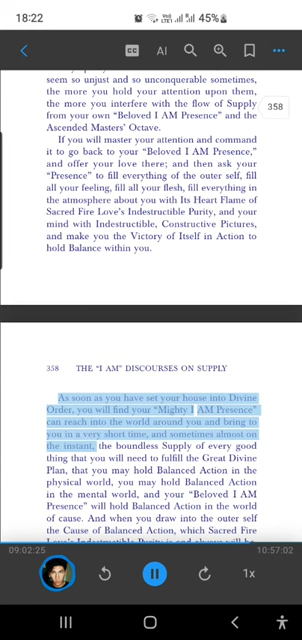 18:22
45%
CC
AI
seem so unjust and so unconquerable sometimes,
the more you hold your attention upon them,
the more you interfere with the flow of Supply
from your own “Beloved I AM Presence” and the
Ascended Masters’ Octave.
358
If you will master your attention and command
it to go back to your “Beloved I AM Presence,”
and offer your love there; and then ask your
“Presence” to fill everything of the outer self, fill
all your feeling, fill all your flesh, fill everything in
the atmosphere about you with Its Heart Flame of
Sacred Fire Love’s Indestructible Purity, and your
mind with Indestructible, Constructive Pictures,
and make you the Victory of Itself in Action to
hold Balance within you.
358 THE “I AM” DISCOURSES ON SUPPLY
As soon as you have set your house into Divine
Order, you will find your “Mighty I AM Presence”
can reach into the world around you and bring to
you in a very short time, and sometimes almost on
the instant, the boundless Supply of every good
thing that you will need to fulfill the Great Divine
Plan, that you may hold Balanced Action in the
physical world, you may hold Balanced Action
in the mental world, and your “Beloved I AM
Presence” will hold Balanced Action in the world
of cause. And when you draw into the outer self
the Cause of Balanced Action, which Sacred Fire
Love’s Indestructible Purity is and always will be
09:02:25
10:57:02
1x